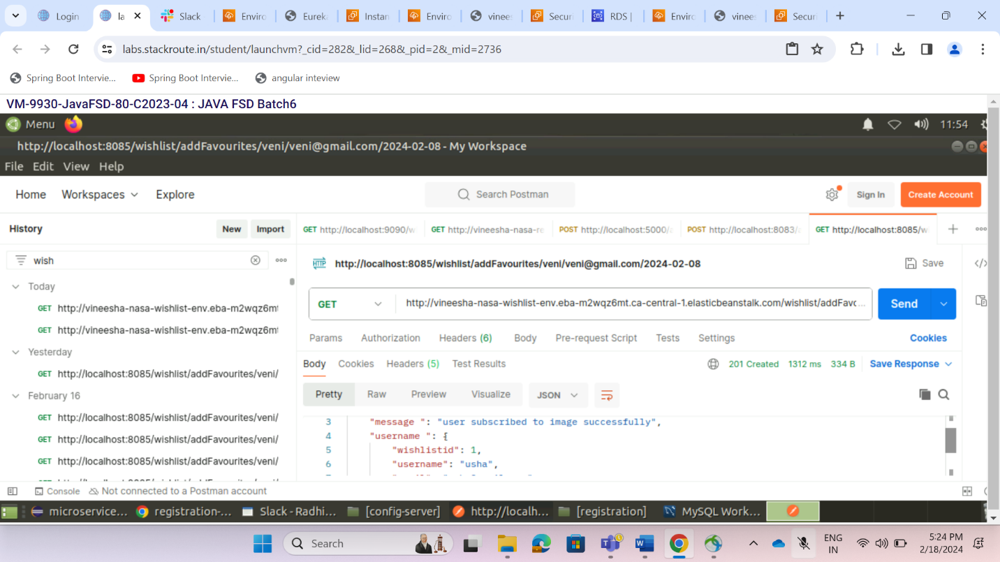 Login
la
Slack
Enviro
Eureka
Instan
Enviro
vinees
Securi
RDS |
Enviro
vinees
Securi
labs.stackroute.in/student/launchvm?_cid=282&_lid=268&_pid=2&_mid=2736
Spring Boot Intervie...
Spring Boot Intervie...
angular inteview
VM-9930-JavaFSD-80-C2023-04 : JAVA FSD Batch6
Menu
11:54
http://localhost:8085/wishlist/addFavourites/veni/veni@gmail.com/2024-02-08 - My Workspace
File Edit View Help
Home Workspaces Explore
Search Postman
Sign In
Create Account
History
New
Import
GET http://localhost:9090/w
GET http://vineesha-nasa-re
POST http://localhost:5000/a
POST http://localhost:8083/a
GET http://localhost:8085/w
wish
HTTP http://localhost:8085/wishlist/addFavourites/veni/veni@gmail.com/2024-02-08
Save
</>
Today
GET http://vineesha-nasa-wishlist-env.eba-m2wqz6mt
GET http://vineesha-nasa-wishlist-env.eba-m2wqz6mt
Yesterday
GET http://localhost:8085/wishlist/addFavourites/veni/
February 16
GET http://localhost:8085/wishlist/addFavourites/veni/
GET http://localhost:8085/wishlist/addFavourites/veni/
GET http://localhost:8085/wishlist/addFavourites/veni/
GET http://vineesha-nasa-wishlist-env.eba-m2wqz6mt.ca-central-1.elasticbeanstalk.com/wishlist/addFavo...
Send
Params Authorization Headers (6) Body Pre-request Script Tests Settings Cookies
Body Cookies Headers (5) Test Results
201 Created 1312 ms 334 B Save Response
Pretty Raw Preview Visualize JSON
3 "message ": "user subscribed to image successfully",
4 "username ": {
5 "wishlistid": 1,
6 "username": "usha",
Console Not connected to a Postman account
microservice... registration-... Slack - Radhi... [config-server] http://localh... [registration] MySQL Work...
Search
ENG
IN
5:24 PM
2/18/2024